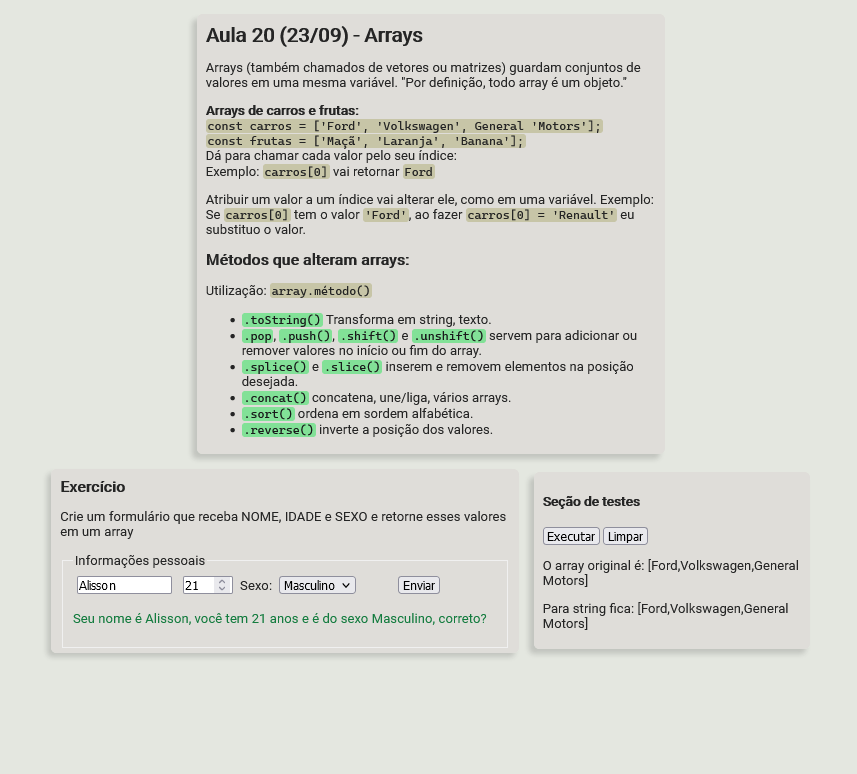 Aula 20 (23/09) - Arrays
Arrays (também chamados de vetores ou matrizes) guardam conjuntos de
valores em uma mesma variável. "Por definição, todo array é um objeto."
Arrays de carros e frutas:
const carros = ['Ford', 'Volkswagen', General 'Motors'];
const frutas = ['Maçã', 'Laranja', 'Banana'];
Dá para chamar cada valor pelo seu índice:
Exemplo: carros[0] vai retornar Ford
Atribuir um valor a um índice vai alterar ele, como em uma variável. Exemplo:
Se carros[0] tem o valor 'Ford', ao fazer carros[0] = 'Renault' eu
substituo o valor.
Métodos que alteram arrays:
Utilização: array.método()
• .toString() Transforma em string, texto.
• .pop, .push(), .shift() e .unshift() servem para adicionar ou
remover valores no início ou fim do array.
• .splice() e .slice() inserem e removem elementos na posição
desejada.
• .concat() concatena, une/liga, vários arrays.
• .sort() ordena em sordem alfabética.
• .reverse() inverte a posição dos valores.
Exercício
Crie um formulário que receba NOME, IDADE e SEXO e retorne esses valores
em um array
Informações pessoais
Alisson 21 Sexo: Masculino Enviar
Seu nome é Alisson, você tem 21 anos e é do sexo Masculino, correto?
Seção de testes
Executar Limpar
O array original é: [Ford,Volkswagen,General
Motors]
Para string fica: [Ford,Volkswagen,General
Motors]